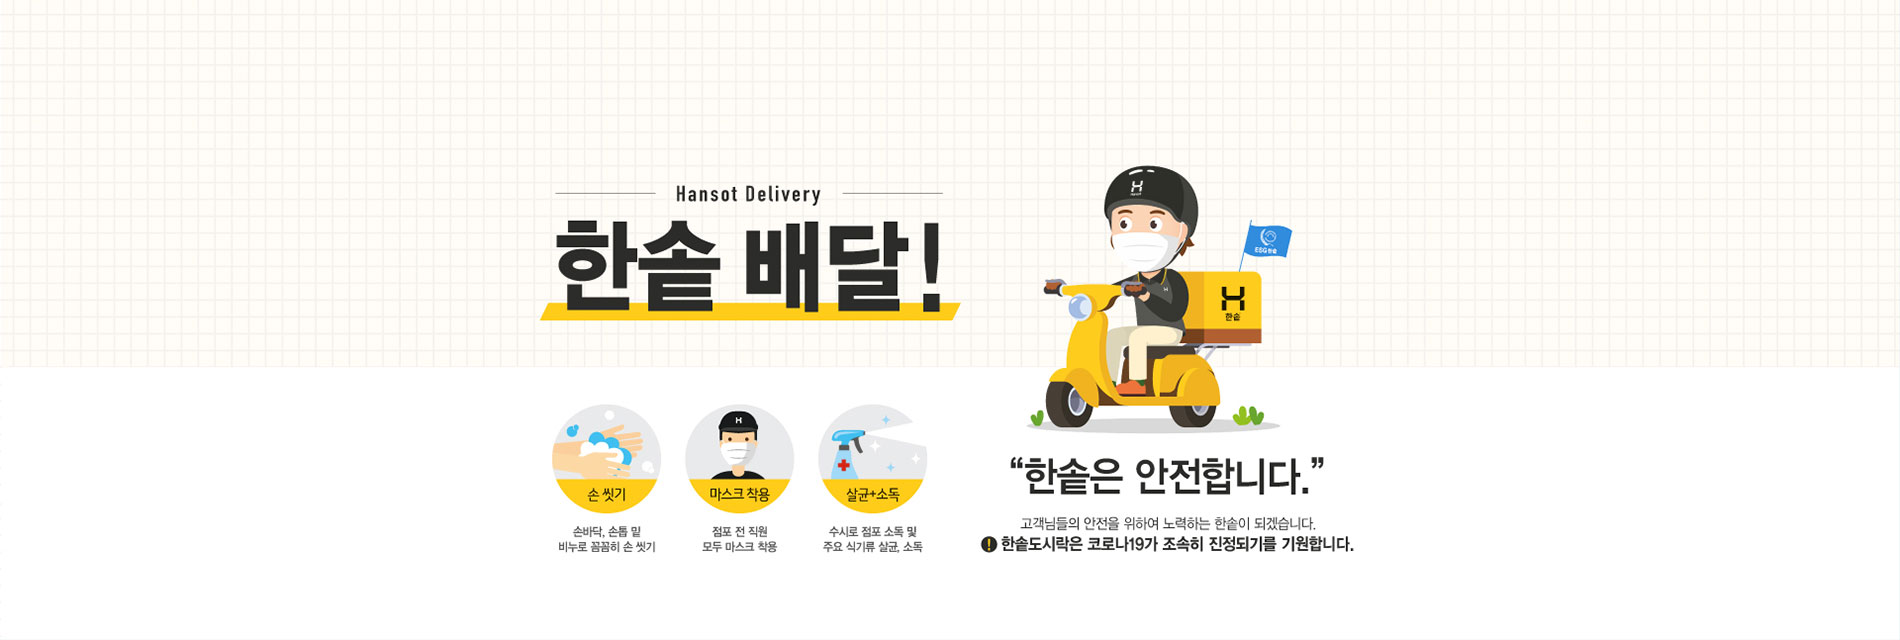 Hansot Delivery
한솥 배달!
손 씻기
손바닥, 손톱 밑
비누로 꼼꼼히 손 씻기
마스크 착용
점포 전 직원
모두 마스크 착용
살균+소독
수시로 점포 소독 및
주요 식기류 살균, 소독
ESG 한솥
한솥
“한솥은 안전합니다.”
고객님들의 안전을 위하여 노력하는 한솥이 되겠습니다.
한솥도시락은 코로나19가 조속히 진정되기를 기원합니다.